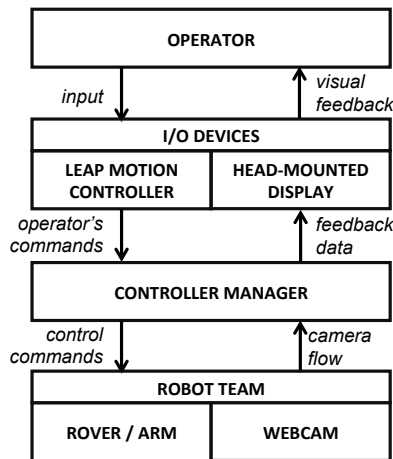 OPERATOR
input
visual
feedback
I/O DEVICES
LEAP MOTION
CONTROLLER
HEAD-MOUNTED
DISPLAY
operator's
commands
feedback
data
CONTROLLER MANAGER
control
commands
camera
flow
ROBOT TEAM
ROVER / ARM
WEBCAM